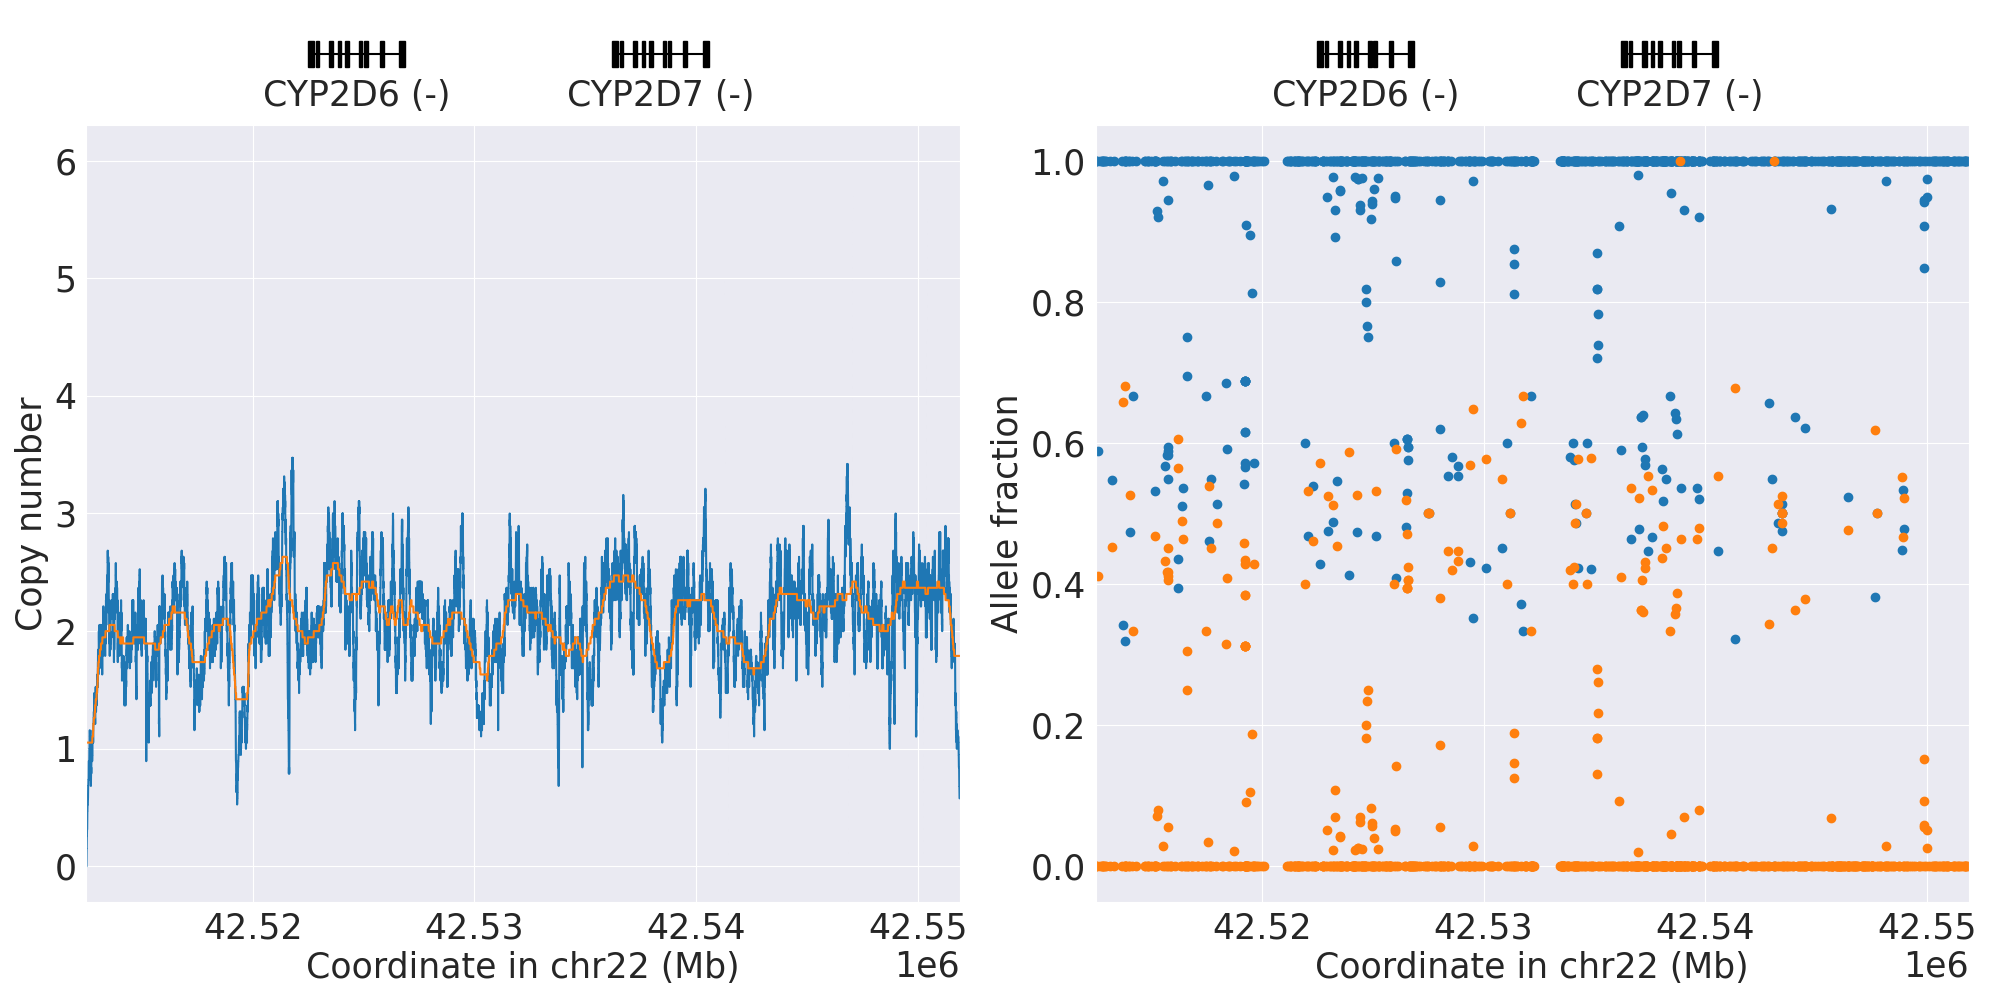 CYP2D6 (-) CYP2D7 (-)
CYP2D6 (-) CYP2D7 (-)
Copy number
6
5
4
3
2
1
0
42.52 42.53 42.54 42.55
Coordinate in chr22 (Mb) 1e6
Allele fraction
1.0
0.8
0.6
0.4
0.2
0.0
42.52 42.53 42.54 42.55
Coordinate in chr22 (Mb) 1e6